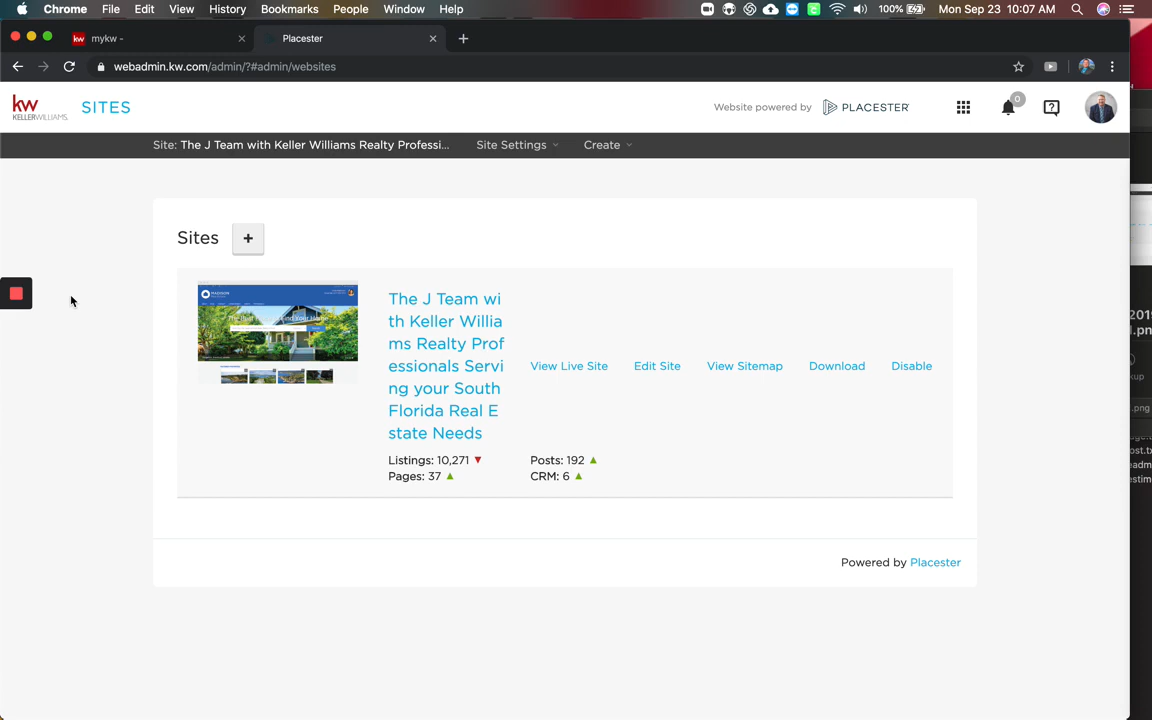 Chrome File Edit View History Bookmarks People Window Help 100% Mon Sep 23 10:07 AM
mykw -
Placester
webadmin.kw.com/admin/?#admin/websites
kw
KELLERWILLIAMS.
SITES
Website powered by PLACESTER
0
Site: The J Team with Keller Williams Realty Professi... Site Settings Create
Sites +
MADISON
The J Team wi
th Keller Willia
ms Realty Prof
essionals Servi
ng your South
Florida Real E
state Needs
View Live Site Edit Site View Sitemap Download Disable
Listings: 10,271 Posts: 192
Pages: 37 CRM: 6
Powered by Placester
2019
.png